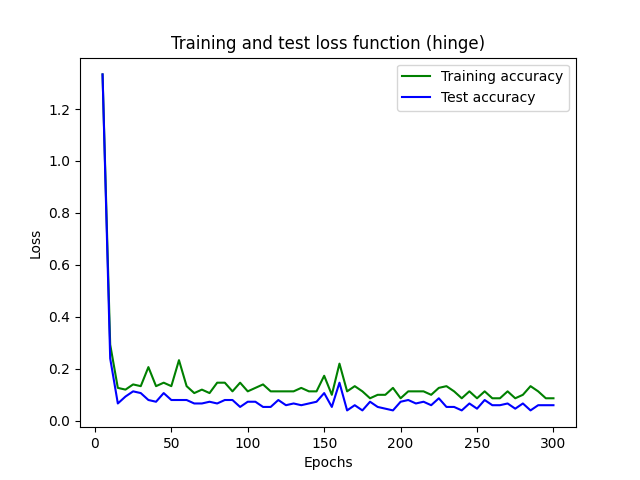 Training and test loss function (hinge)
Training accuracy
Test accuracy
1.2
1.0
0.8
0.6
0.4
0.2
0.0
Loss
0 50 100 150 200 250 300
Epochs